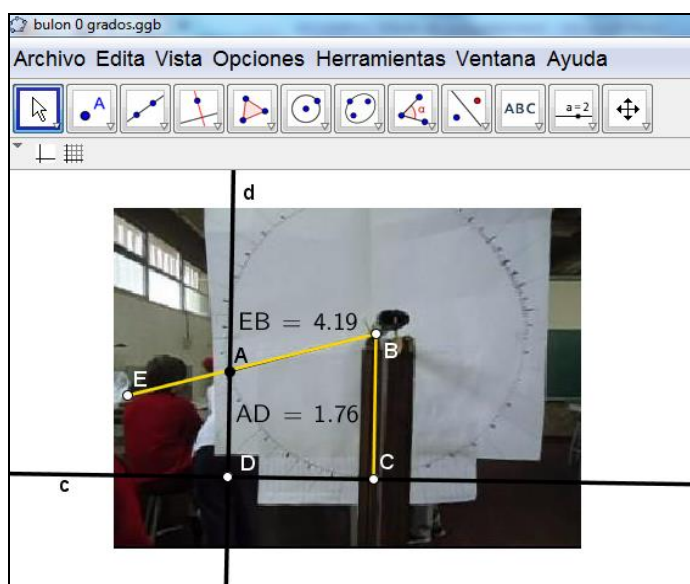 bulon 0 grados.ggb
Archivo Edita Vista Opciones Herramientas Ventana Ayuda
A
α
ABC
a=2
d
EB = 4.19
B
A
E
AD = 1.76
D
C
c